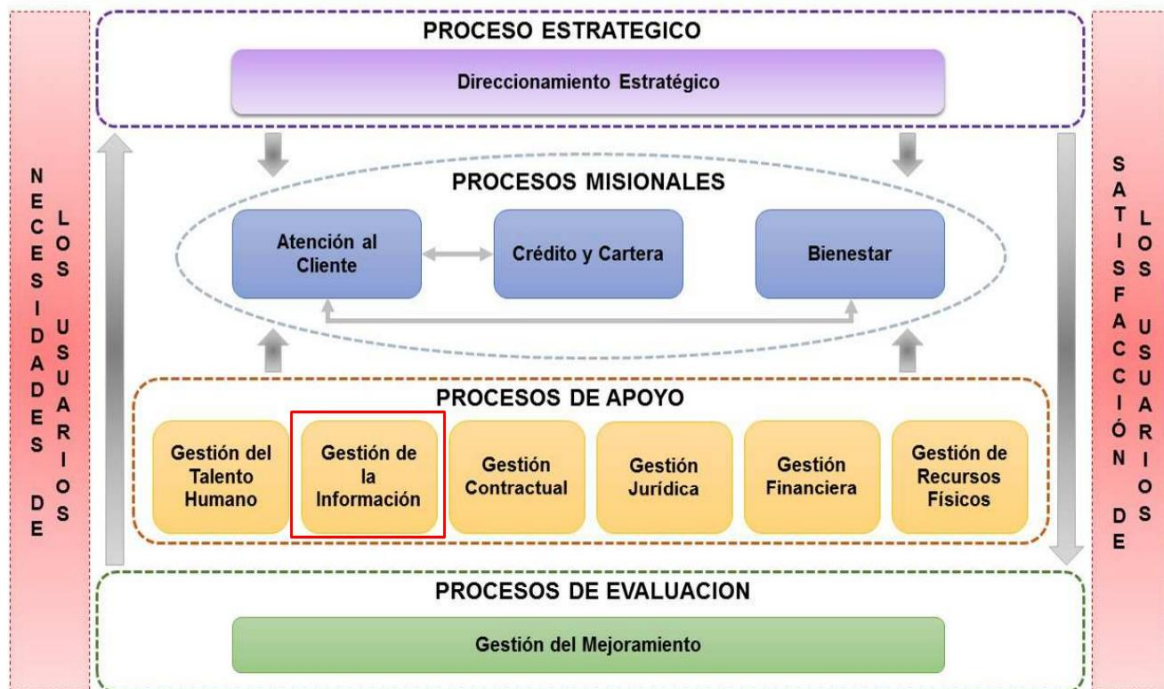 PROCESO ESTRATEGICO
Direccionamiento Estratégico
NECESIDADES DE
LOS USUARIOS
PROCESOS MISIONALES
Atención al
Cliente
Crédito y Cartera
Bienestar
PROCESOS DE APOYO
Gestión del
Talento
Humano
Gestión de
la
Información
Gestión
Contractual
Gestión
Jurídica
Gestión
Financiera
Gestión de
Recursos
Físicos
PROCESOS DE EVALUACION
Gestión del Mejoramiento
SATISFACCIÓN DE
LOS USUARIOS